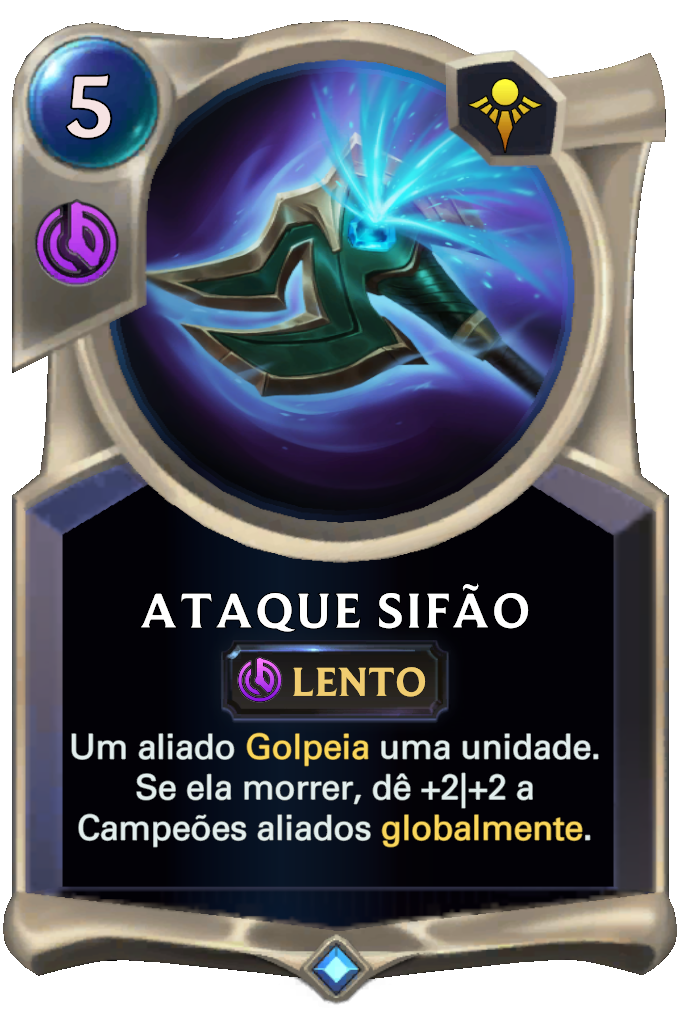 5
ATAQUE SIFÃO
LENTO
Um aliado Golpeia uma unidade.
Se ela morrer, dê +2|+2 a
Campeões aliados globalmente.